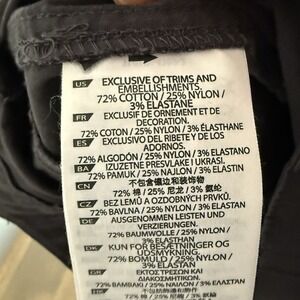 US EXCLUSIVE OF TRIMS AND
EMBELLISHMENTS.
72% COTTON / 25% NYLON /
3% ELASTANE
FR EXCLUSIF DE ORNEMENT ET DE
DECORATION.
72% COTON / 25% NYLON / 3% ÉLASTHANE
ES EXCLUSIVO DEL RIBETE Y DE LOS
ADORNOS.
72% ALGODÓN / 25% NYLON / 3% ELASTANO
BA IZUZETNE PRESVLAKE I UKRASI.
72% PAMUK / 25% NAJLON / 3% ELASTAN
CN 不包含镶边和装饰物
72% 棉 / 25% 尼龙 / 3% 氨纶
CZ BEZ LEMŮ A OZDOBNÝCH PRVKŮ.
72% BAVLNA / 25% NYLON / 3% ELASTAN
DE AUSGENOMMEN LEISTEN UND
VERZIERUNGEN.
72% BAUMWOLLE / 25% NYLON /
3% ELASTHAN
DK KUN FOR BESÆTNINGER OG
UDSMYKNING.
72% BOMULD / 25% NYLON /
3% ELASTAN
GR ΕΚΤΟΣ ΤΡΕΣΩΝ ΚΑΙ
ΔΙΑΚΟΣΜΗΤΙΚΩΝ.
72% ΒΑΜΒΑΚΙ / 25% ΝΑΙΛΟΝ / 3%